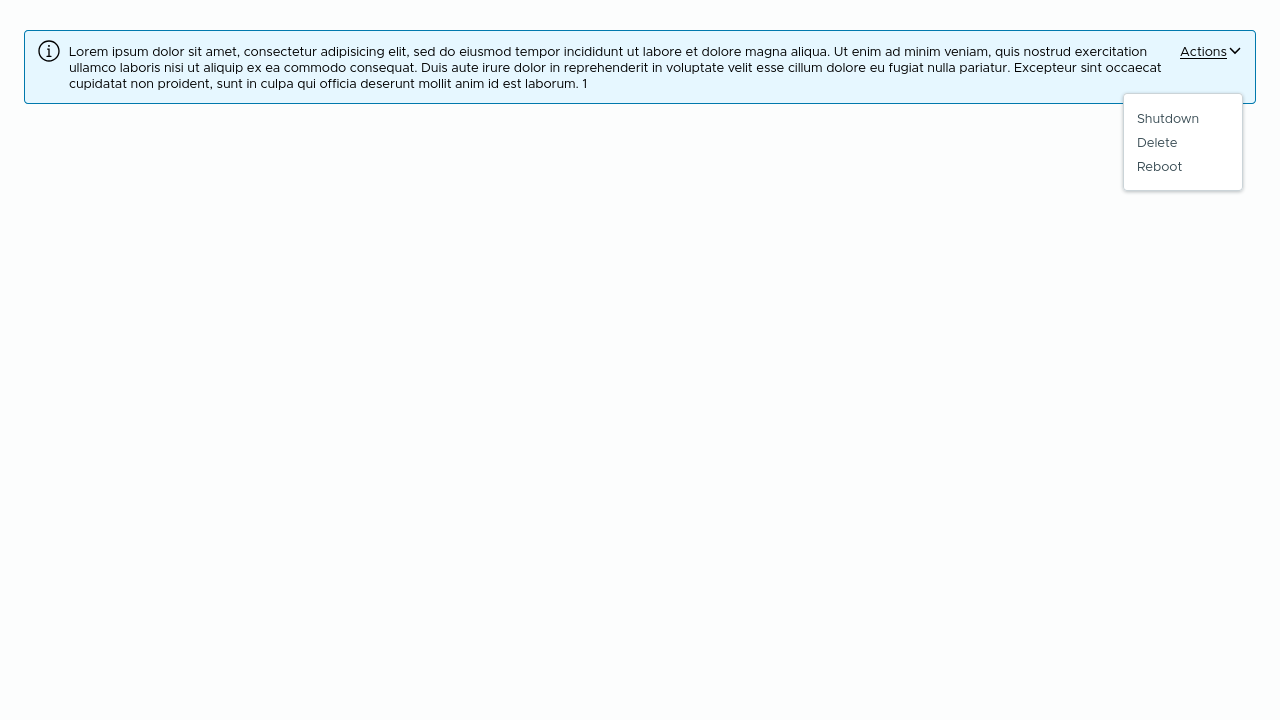 Lorem ipsum dolor sit amet, consectetur adipisicing elit, sed do eiusmod tempor incididunt ut labore et dolore magna aliqua. Ut enim ad minim veniam, quis nostrud exercitation
ullamco laboris nisi ut aliquip ex ea commodo consequat. Duis aute irure dolor in reprehenderit in voluptate velit esse cillum dolore eu fugiat nulla pariatur. Excepteur sint occaecat
cupidatat non proident, sunt in culpa qui officia deserunt mollit anim id est laborum. 1
Actions
Shutdown
Delete
Reboot